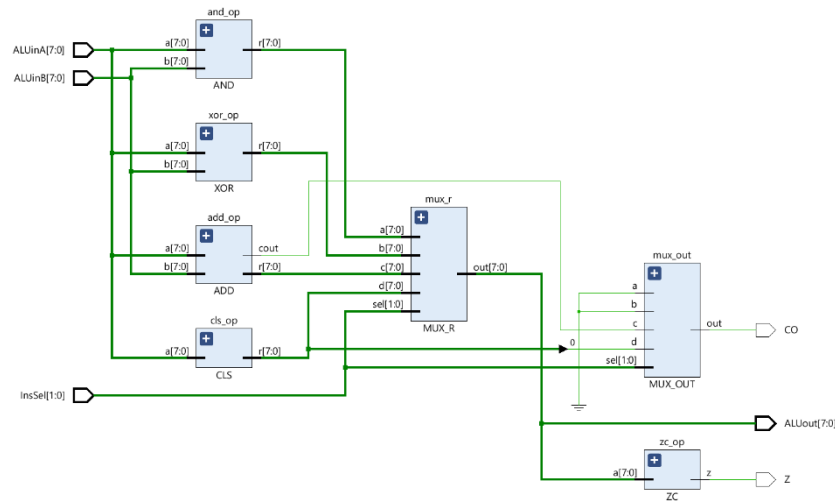 and_op
ALUinA[7:0]
a[7:0]
r[7:0]
b[7:0]
ALUinB[7:0]
AND
xor_op
a[7:0]
r[7:0]
b[7:0]
XOR
add_op
a[7:0]
cout
b[7:0]
r[7:0]
ADD
cls_op
a[7:0]
r[7:0]
CLS
InsSel[1:0]
mux_r
a[7:0]
b[7:0]
c[7:0]
out[7:0]
d[7:0]
sel[1:0]
MUX_R
mux_out
a
b
c
out
CO
0
d
sel[1:0]
MUX_OUT
ALUout[7:0]
zc_op
a[7:0]
z
Z
ZC